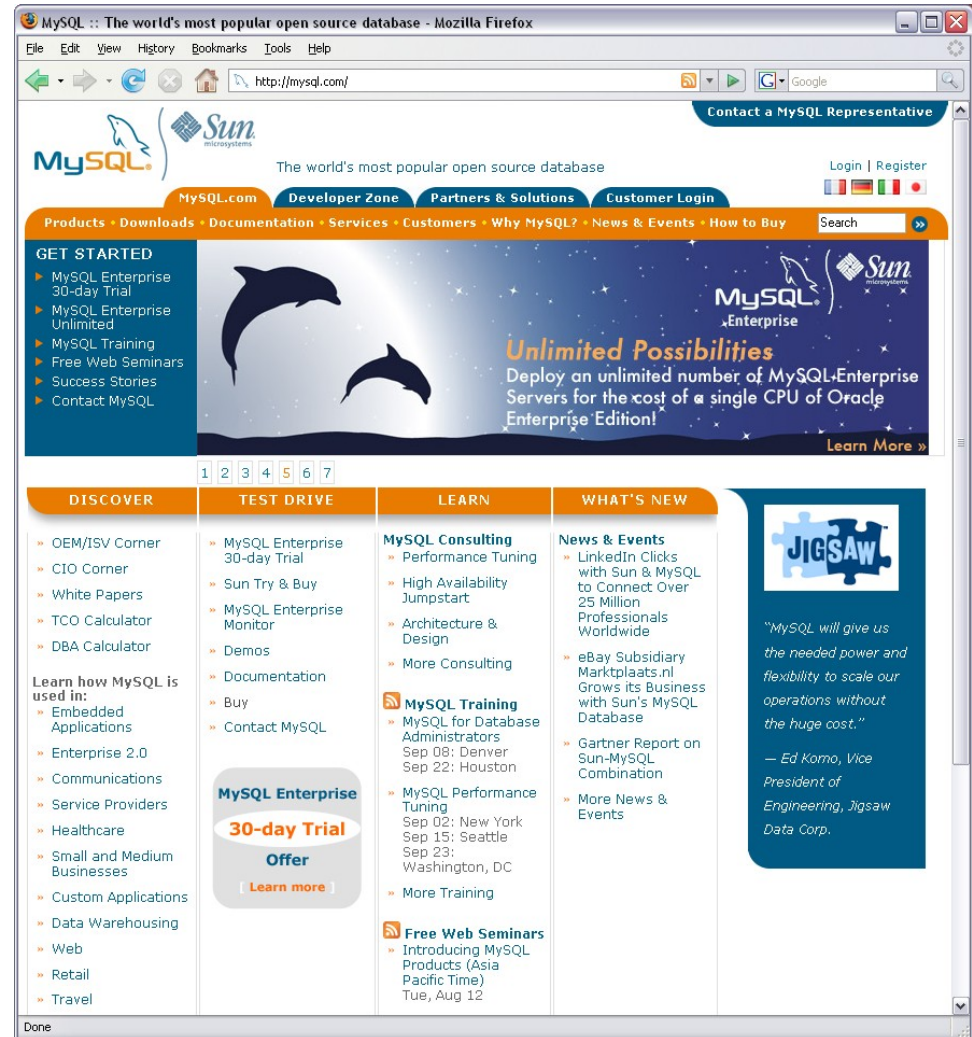 MySQL :: The world's most popular open source database - Mozilla Firefox
File Edit View History Bookmarks Tools Help
http://mysql.com/
G Google
Contact a MySQL Representative
MySQL. Sun
microsystems
The world's most popular open source database
Login | Register
MySQL.com Developer Zone Partners & Solutions Customer Login
Products • Downloads • Documentation • Services • Customers • Why MySQL? • News & Events • How to Buy
Search »
GET STARTED
MySQL Enterprise
30-day Trial
MySQL Enterprise
Unlimited
MySQL Training
Free Web Seminars
Success Stories
Contact MySQL
MySQL. Sun
microsystems
Enterprise
Unlimited Possibilities
Deploy an unlimited number of MySQL Enterprise
Servers for the cost of a single CPU of Oracle
Enterprise Edition!
Learn More »
1 2 3 4 5 6 7
DISCOVER
» OEM/ISV Corner
» CIO Corner
» White Papers
» TCO Calculator
» DBA Calculator
Learn how MySQL is
used in:
» Embedded
Applications
» Enterprise 2.0
» Communications
» Service Providers
» Healthcare
» Small and Medium
Businesses
» Custom Applications
» Data Warehousing
» Web
» Retail
» Travel
TEST DRIVE
» MySQL Enterprise
30-day Trial
» Sun Try & Buy
» MySQL Enterprise
Monitor
» Demos
» Documentation
» Buy
» Contact MySQL
MySQL Enterprise
30-day Trial
Offer
[ Learn more ]
LEARN
MySQL Consulting
» Performance Tuning
» High Availability
Jumpstart
» Architecture &
Design
» More Consulting
MySQL Training
» MySQL for Database
Administrators
Sep 08: Denver
Sep 22: Houston
» MySQL Performance
Tuning
Sep 02: New York
Sep 15: Seattle
Sep 23:
Washington, DC
» More Training
Free Web Seminars
» Introducing MySQL
Products (Asia
Pacific Time)
Tue, Aug 12
WHAT'S NEW
News & Events
» LinkedIn Clicks
with Sun & MySQL
to Connect Over
25 Million
Professionals
Worldwide
» eBay Subsidiary
Marktplaats.nl
Grows its Business
with Sun's MySQL
Database
» Gartner Report on
Sun-MySQL
Combination
» More News &
Events
JIGSAW
"MySQL will give us
the needed power and
flexibility to scale our
operations without
the huge cost."
— Ed Komo, Vice
President of
Engineering, Jigsaw
Data Corp.
Done